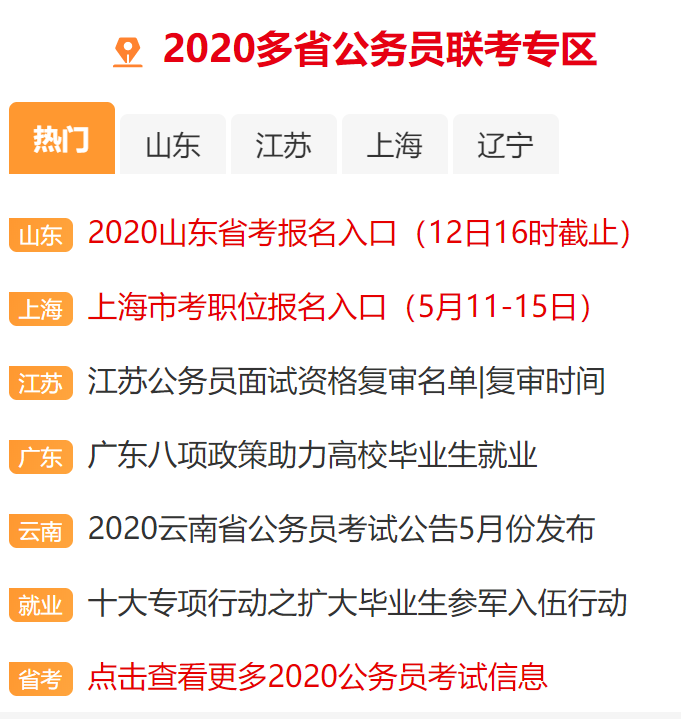 2020多省公务员联考专区
热门 山东 江苏 上海 辽宁
山东 2020山东省考报名入口（12日16时截止）
上海 上海市考职位报名入口（5月11-15日）
江苏 江苏公务员面试资格复审名单|复审时间
广东 广东八项政策助力高校毕业生就业
云南 2020云南省公务员考试公告5月份发布
就业 十大专项行动之扩大毕业生参军入伍行动
省考 点击查看更多2020公务员考试信息